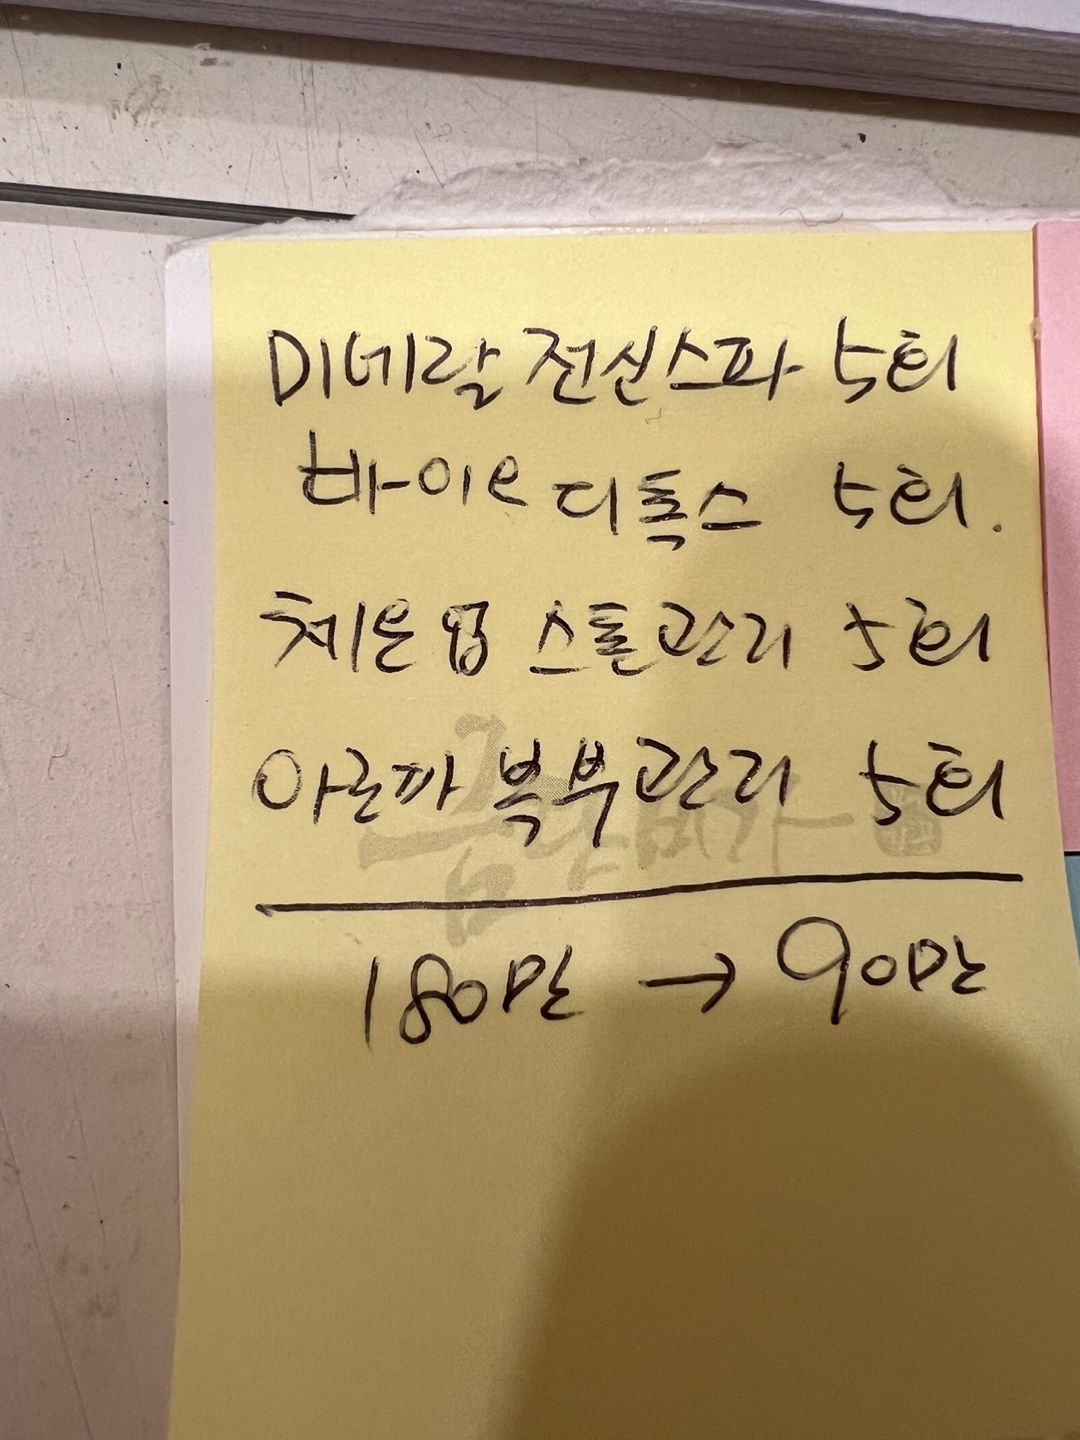 미네랄 전신스파 5회
바이오 디톡스 5회.
체온업 스톤관리 5회
아로마 복부관리 5회
180만 → 90만